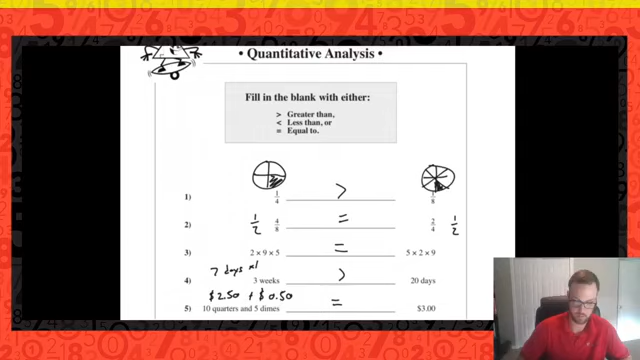 • Quantitative Analysis •
Fill in the blank with either:
> Greater than,
< Less than, or
= Equal to.
1) 1/4 > 1/8
2) 1/2 4/8 = 2/4 1/2
3) 2 × 9 × 5 = 5 × 2 × 9
7 days x1
4) 3 weeks > 20 days
$2.50 + $0.50
5) 10 quarters and 5 dimes = $3.00